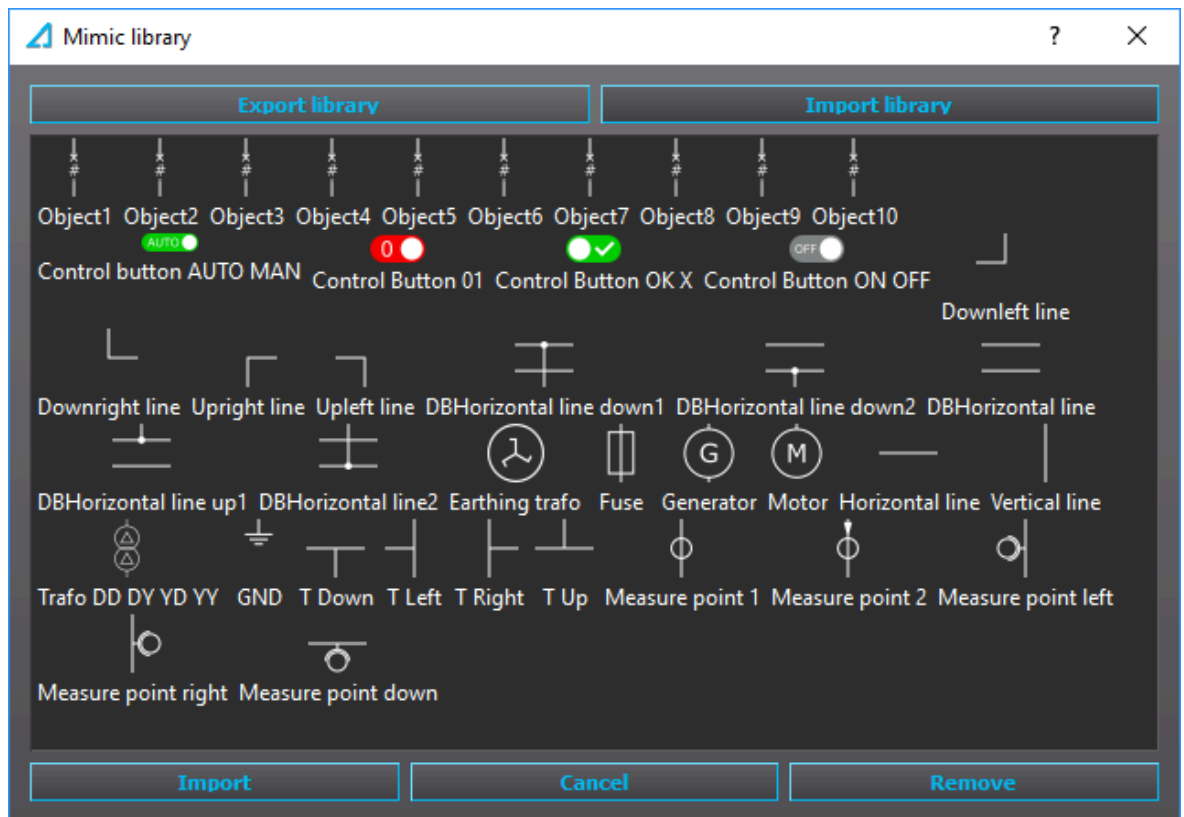 Mimic library ?
Export library Import library
# # # # # # # # # #
Object1 Object2 Object3 Object4 Object5 Object6 Object7 Object8 Object9 Object10
AUTO 0 OFF
Control button AUTO MAN Control Button 01 Control Button OK X Control Button ON OFF
Downleft line
Downright line Upright line Upleft line DBHorizontal line down1 DBHorizontal line down2 DBHorizontal line
G M
DBHorizontal line up1 DBHorizontal line2 Earthing trafo Fuse Generator Motor Horizontal line Vertical line
Trafo DD DY YD YY GND T Down T Left T Right T Up Measure point 1 Measure point 2 Measure point left
Measure point right Measure point down
Import Cancel Remove